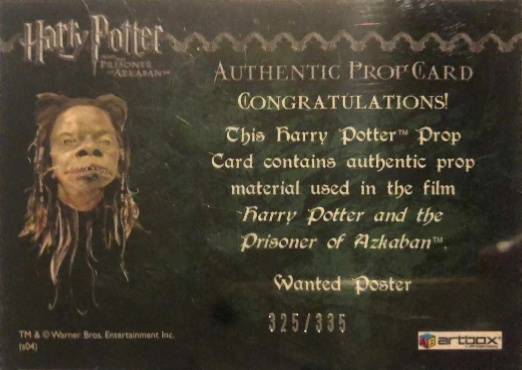 Harry Potter
AND THE
PRISONER
OF
AZKABAN™
AUTHENTIC PROP CARD
CONGRATULATIONS!
This Harry Potter™ Prop
Card contains authentic prop
material used in the film
Harry Potter and the
Prisoner of Azkaban™.
Wanted Poster
325/335
TM & © Warner Bros. Entertainment Inc.
(s04)
artbox